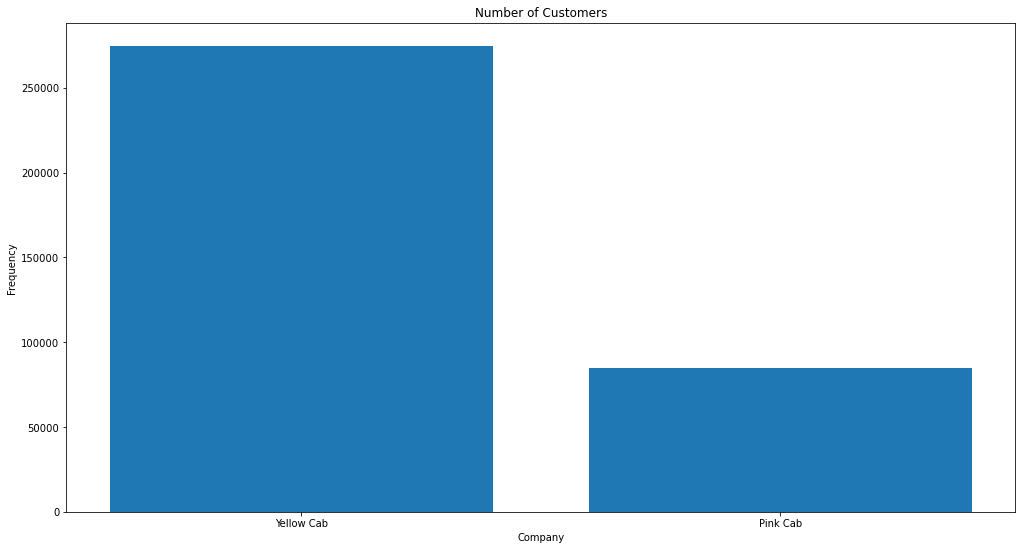 Number of Customers
Frequency
250000
200000
150000
100000
50000
0
Yellow Cab
Pink Cab
Company